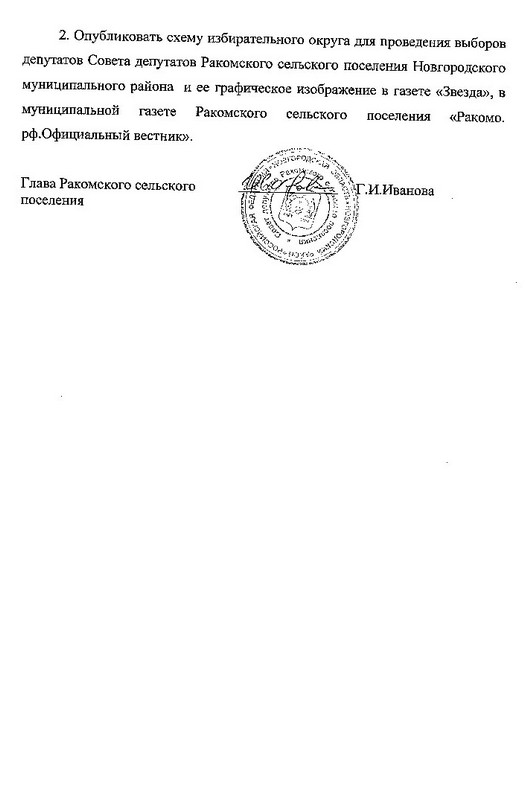 2. Опубликовать схему избирательного округа для проведения выборов
депутатов Совета депутатов Ракомского сельского поселения Новгородского
муниципального района и ее графическое изображение в газете «Звезда», в
муниципальной газете Ракомского сельского поселения «Ракомо.
рф.Официальный вестник».
Глава Ракомского сельского
поселения
Г.И.Иванова